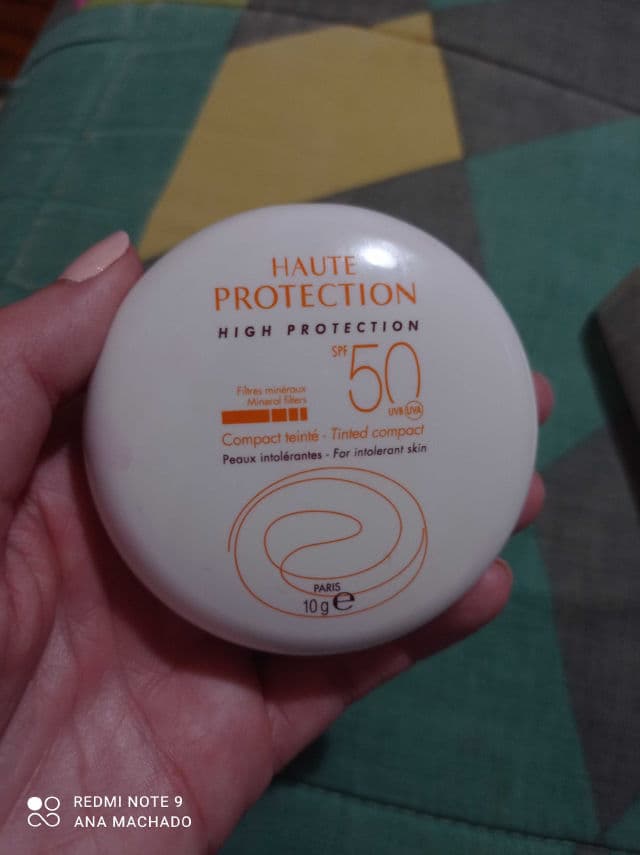 HAUTE
PROTECTION
HIGH PROTECTION
SPF 50
UVB UVA
Filtres minéraux
Mineral filters
Compact teinté - Tinted compact
Peaux intolérantes - For intolerant skin
PARIS
10 g e
REDMI NOTE 9
ANA MACHADO